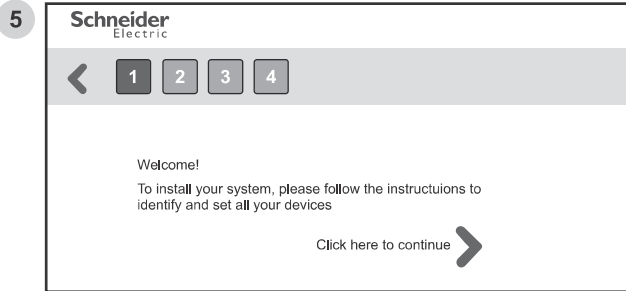 5
Schneider
Electric
1 2 3 4
Welcome!
To install your system, please follow the instructuions to
identify and set all your devices
Click here to continue